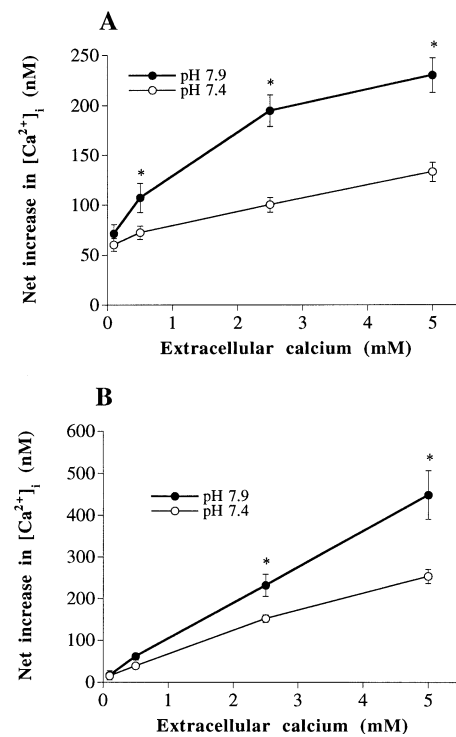 A
Net increase in [Ca2+]i (nM)
250
200
150
100
50
0
pH 7.9
pH 7.4
*
*
*
0 1 2 3 4 5
Extracellular calcium (mM)
B
Net increase in [Ca2+]i (nM)
600
500
400
300
200
100
0
pH 7.9
pH 7.4
*
*
0 1 2 3 4 5
Extracellular calcium (mM)